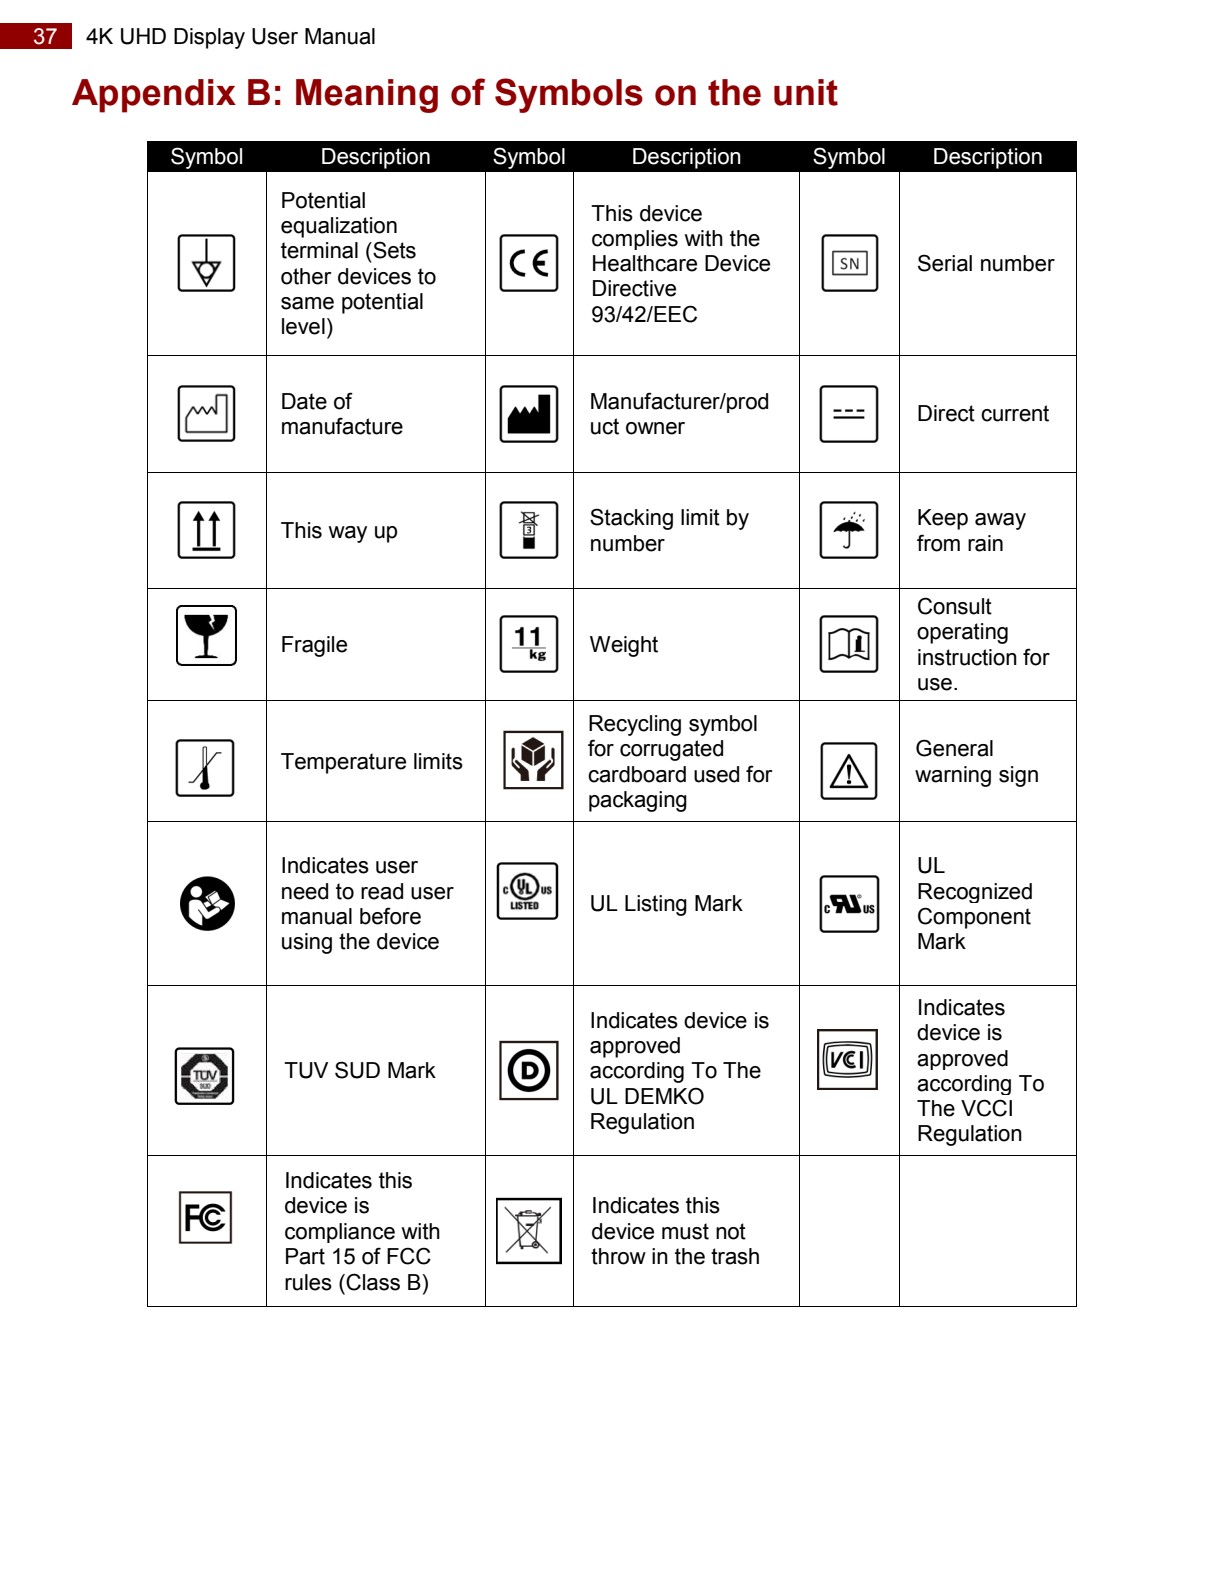 37 4K UHD Display User Manual
Appendix B: Meaning of Symbols on the unit
Symbol Description Symbol Description Symbol Description
Potential
equalization
terminal (Sets
other devices to
same potential
level)
CE
This device
complies with the
Healthcare Device
Directive
93/42/EEC
SN
Serial number
Date of
manufacture
Manufacturer/prod
uct owner
Direct current
This way up
3
Stacking limit by
number
Keep away
from rain
Fragile
11
kg
Weight
Consult
operating
instruction for
use.
Temperature limits
Recycling symbol
for corrugated
cardboard used for
packaging
General
warning sign
Indicates user
need to read user
manual before
using the device
C UL US
LISTED
UL Listing Mark
C US
UL
Recognized
Component
Mark
TUV
SUD
TUV SUD Mark
D
Indicates device is
approved
according To The
UL DEMKO
Regulation
VCI
Indicates
device is
approved
according To
The VCCI
Regulation
FC
Indicates this
device is
compliance with
Part 15 of FCC
rules (Class B)
Indicates this
device must not
throw in the trash